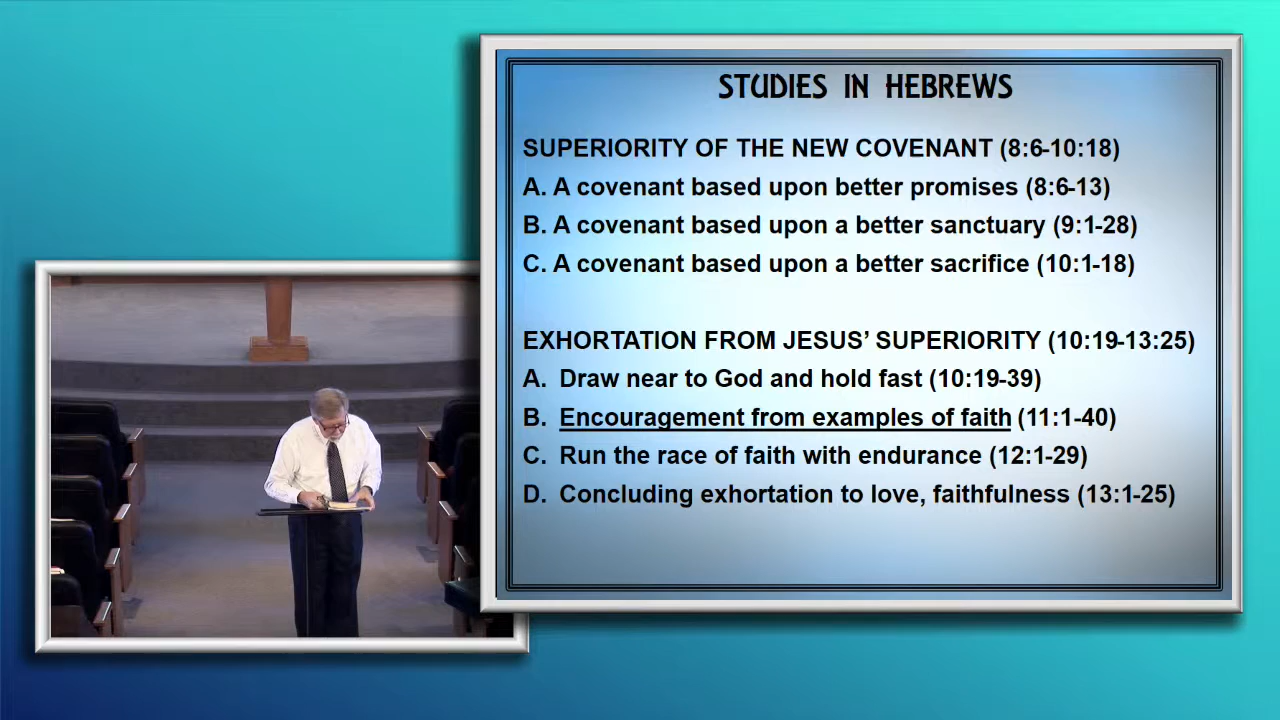 STUDIES IN HEBREWS
SUPERIORITY OF THE NEW COVENANT (8:6-10:18)
A. A covenant based upon better promises (8:6-13)
B. A covenant based upon a better sanctuary (9:1-28)
C. A covenant based upon a better sacrifice (10:1-18)
EXHORTATION FROM JESUS’ SUPERIORITY (10:19-13:25)
A. Draw near to God and hold fast (10:19-39)
B. Encouragement from examples of faith (11:1-40)
C. Run the race of faith with endurance (12:1-29)
D. Concluding exhortation to love, faithfulness (13:1-25)